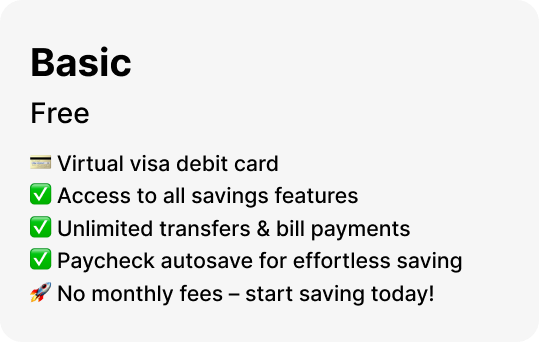 Basic
Free
💳 Virtual visa debit card
✅ Access to all savings features
✅ Unlimited transfers & bill payments
✅ Paycheck autosave for effortless saving
🚀 No monthly fees – start saving today!